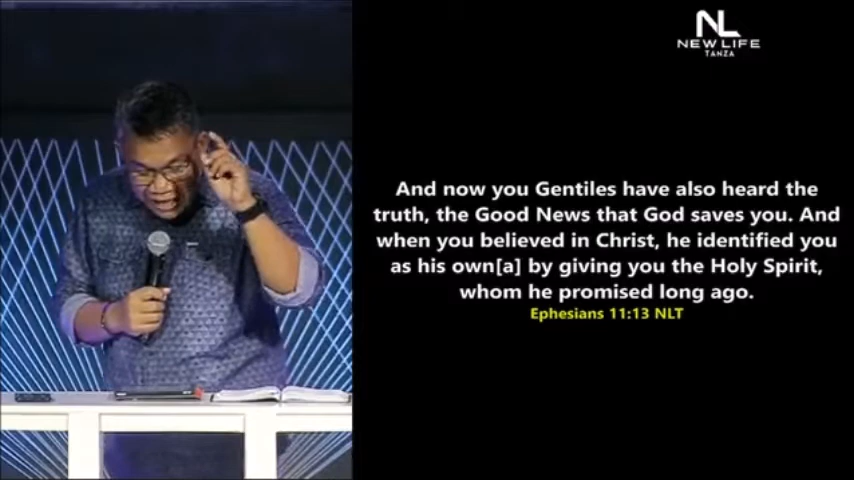 NL
NEW LIFE
TANZA
And now you Gentiles have also heard the
truth, the Good News that God saves you. And
when you believed in Christ, he identified you
as his own[a] by giving you the Holy Spirit,
whom he promised long ago.
Ephesians 11:13 NLT